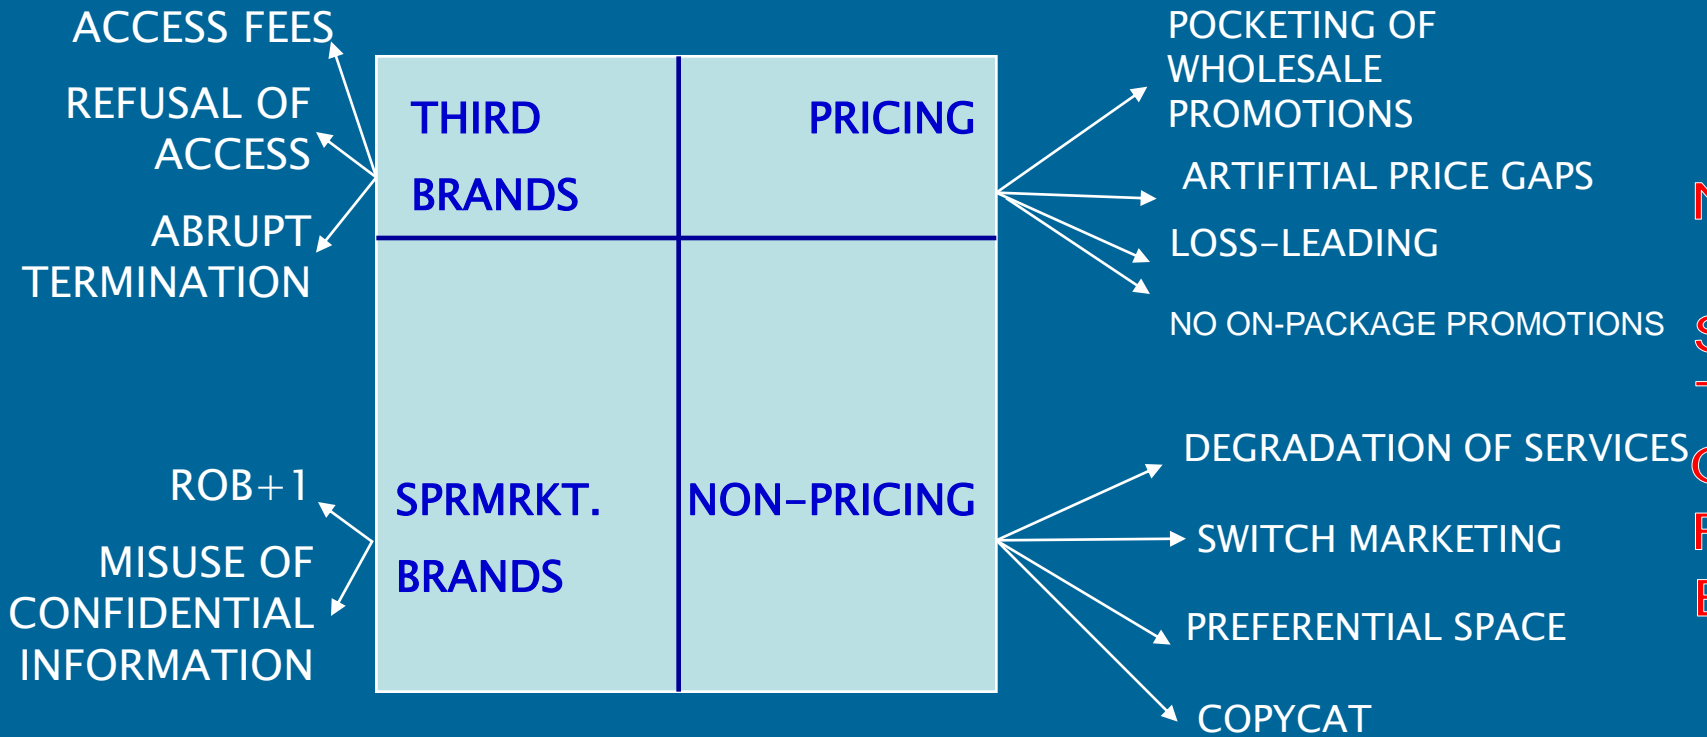 ACCESS FEES
REFUSAL OF
ACCESS
ABRUPT
TERMINATION
ROB+1
MISUSE OF
CONFIDENTIAL
INFORMATION
THIRD
BRANDS
PRICING
SPRMRKT.
BRANDS
NON-PRICING
POCKETING OF
WHOLESALE
PROMOTIONS
ARTIFITIAL PRICE GAPS
LOSS-LEADING
NO ON-PACKAGE PROMOTIONS
DEGRADATION OF SERVICES
SWITCH MARKETING
PREFERENTIAL SPACE
COPYCAT